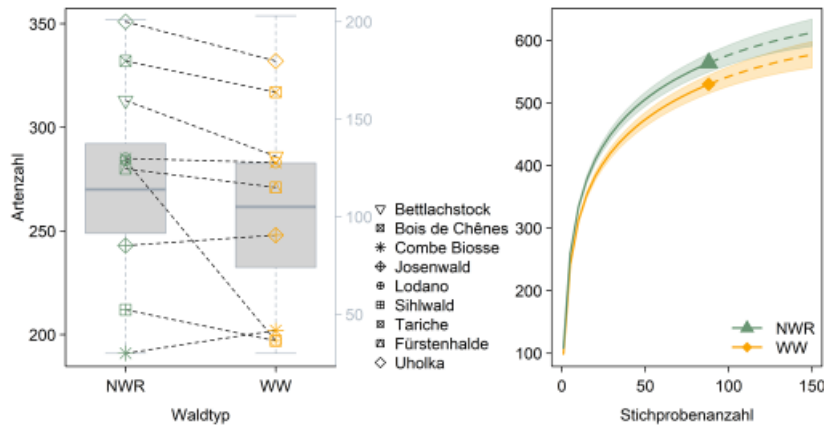 Artenzahl
350
300
250
200
200
150
100
50
NWR
WW
Waldtyp
Bettlachstock
Bois de Chênes
Combe Biosse
Josenwald
Lodano
Sihlwald
Tariche
Fürstenhalde
Uholka
600
500
400
300
200
100
0
50
100
150
Stichprobenanzahl
NWR
WW